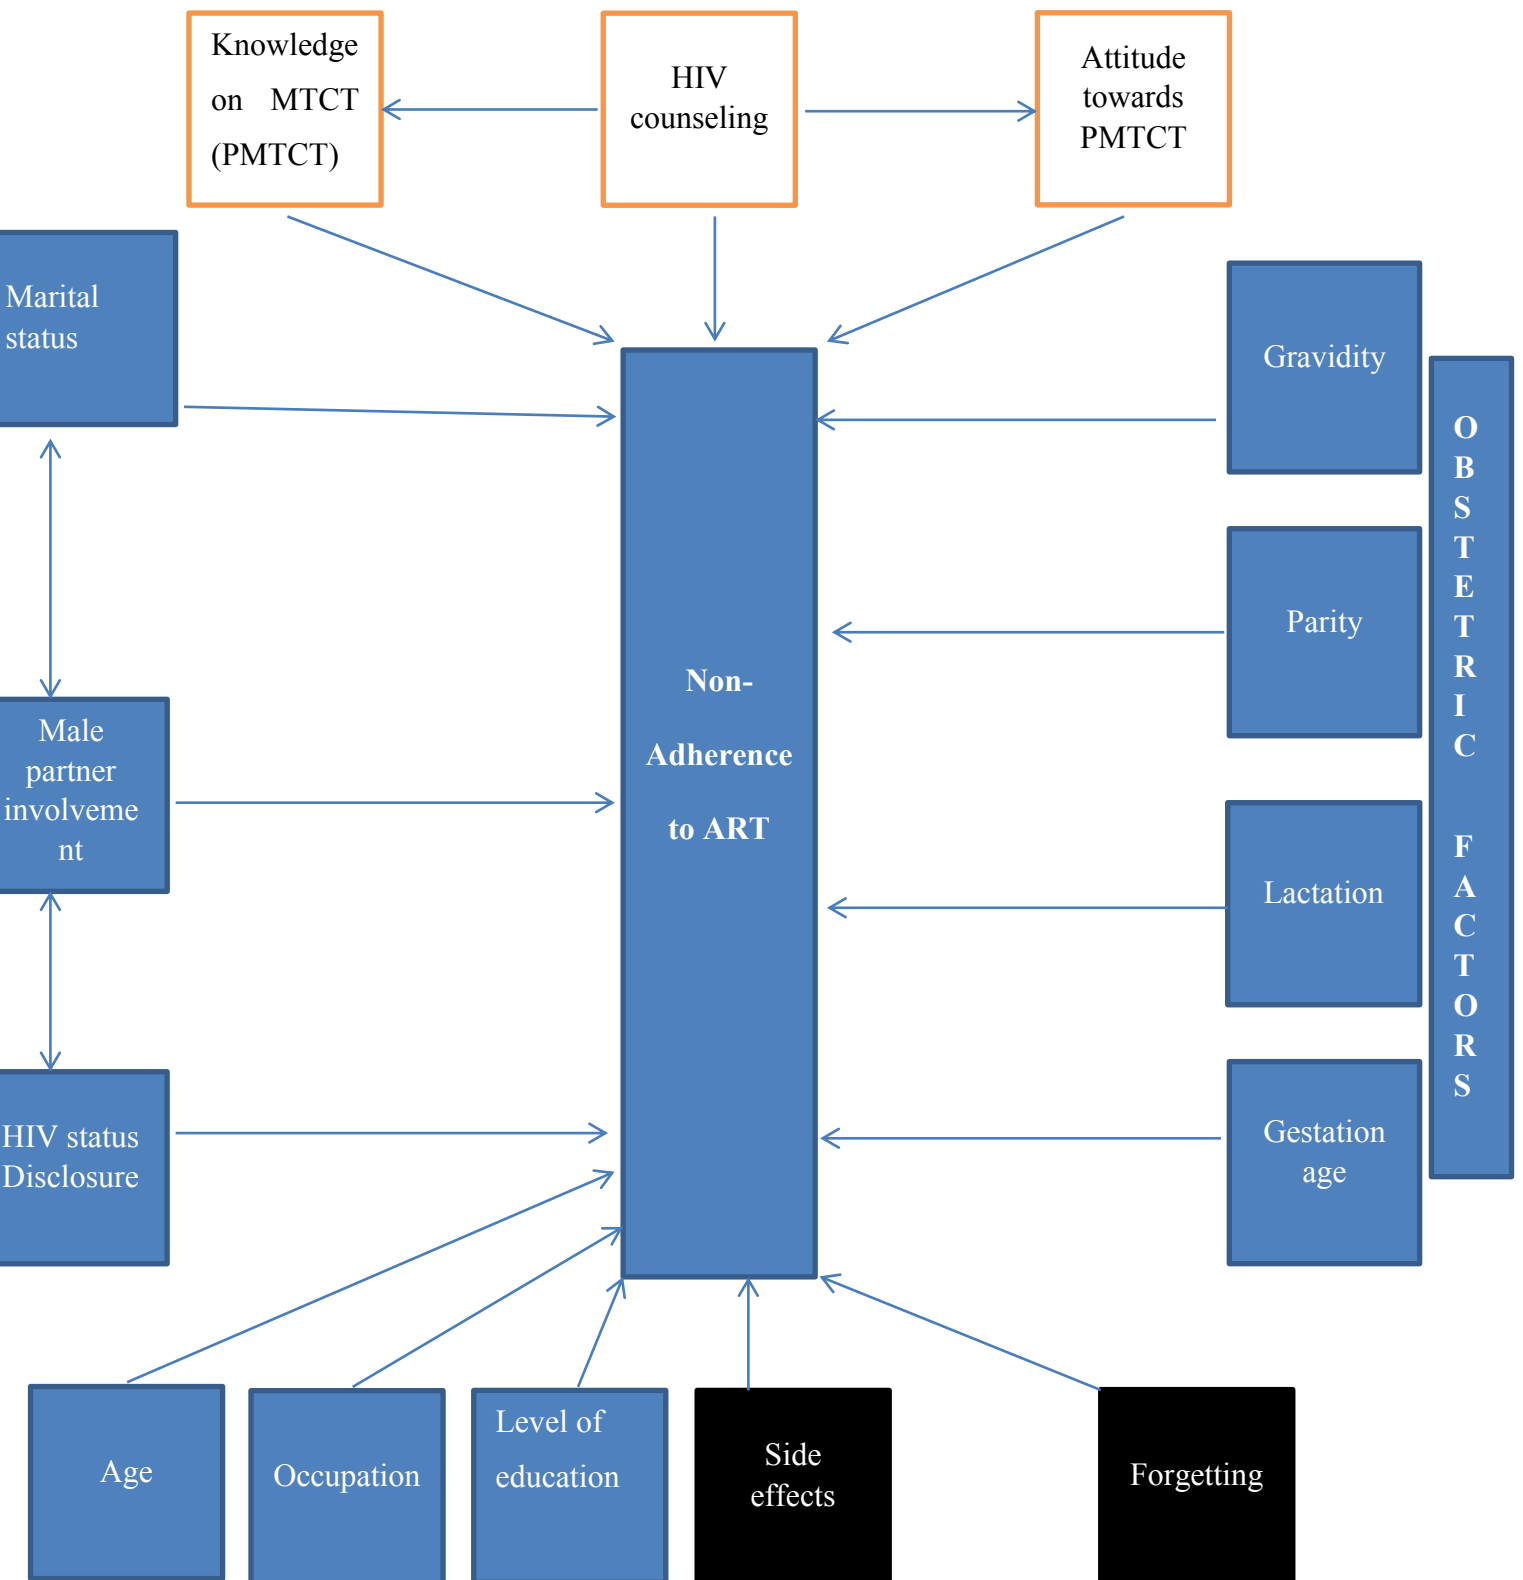 Knowledge
on MTCT
(PMTCT)
HIV
counseling
Attitude
towards
PMTCT
Marital
status
Gravidity
O
B
S
T
E
T
R
I
C
F
A
C
T
O
R
S
Parity
Non-
Adherence
to ART
Male
partner
involveme
nt
Lactation
HIV status
Disclosure
Gestation
age
Age
Occupation
Level of
education
Side
effects
Forgetting